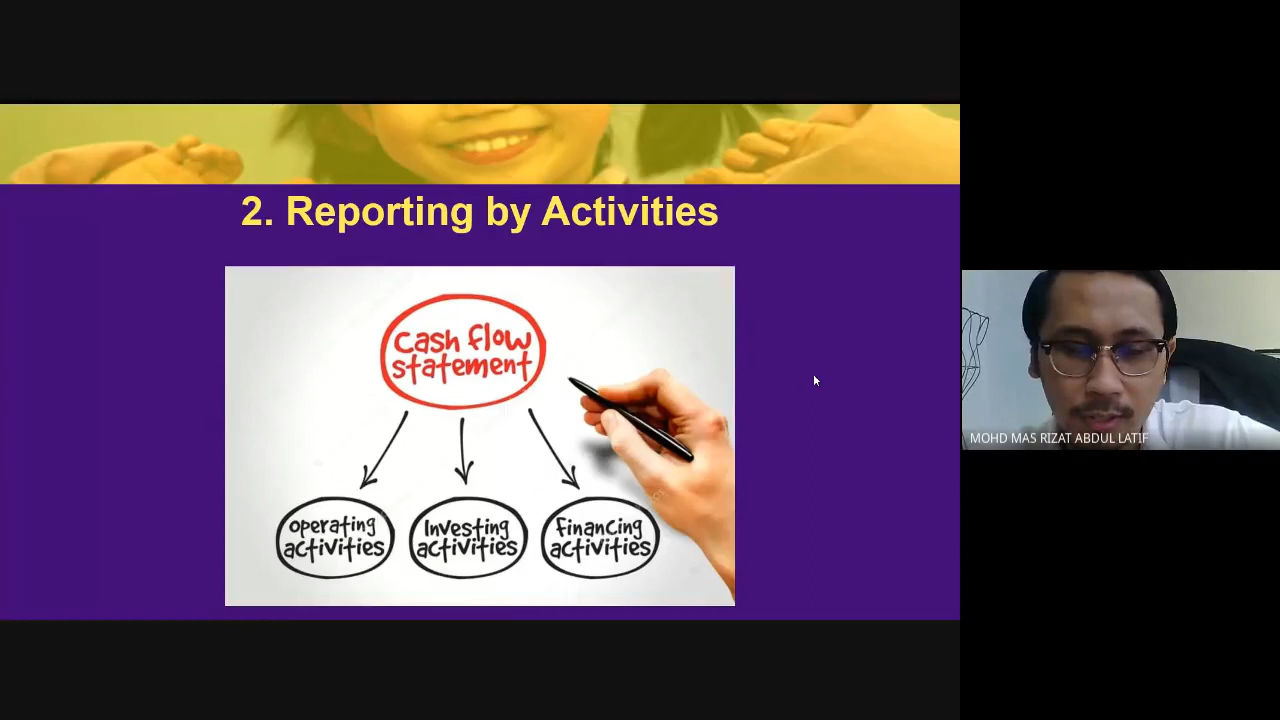 2. Reporting by Activities
cash flow
statement
operating
activities
Investing
activities
financing
activities
MOHD MAS RIZAT ABDUL LATIF